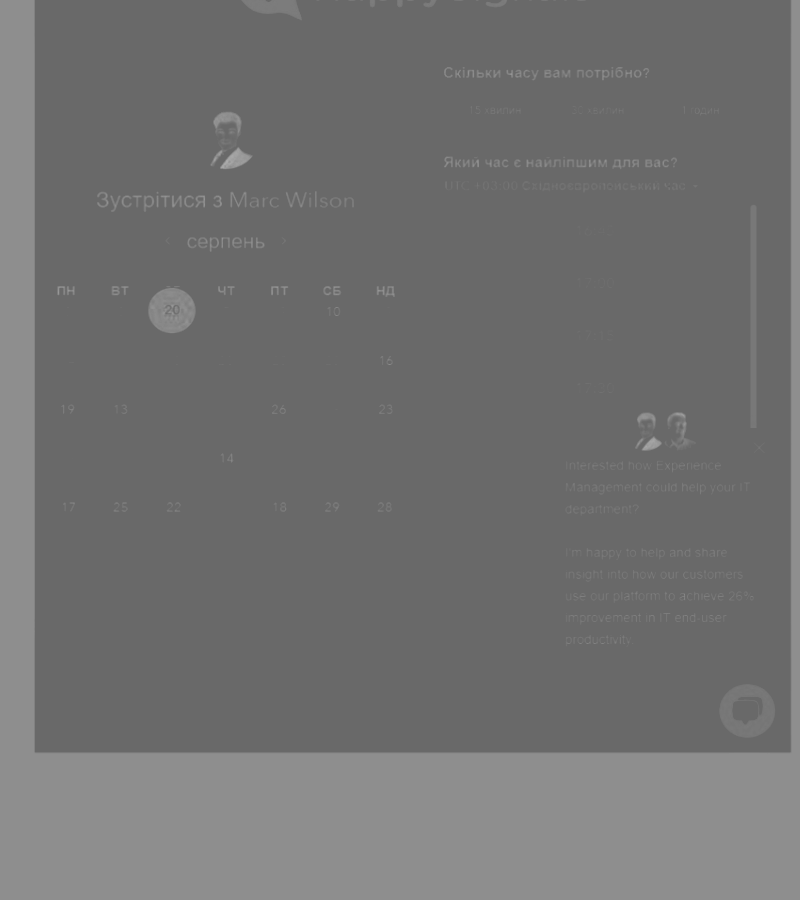 Зустрітися з Marc Wilson
серпень
ПН ВТ ЧТ ПТ СБ НД
20 10
16
19 13 26 23
14
17 25 22 18 29 28
Скільки часу вам потрібно?
15 хвилин 30 хвилин 1 годин
Який час є найліпшим для вас?
UTC +03:00 Східноєвропейський час
Interested how Experience
Management could help your IT
department?
I'm happy to help and share
insight into how our customers
use our platform to achieve 26%
improvement in IT end-user
productivity